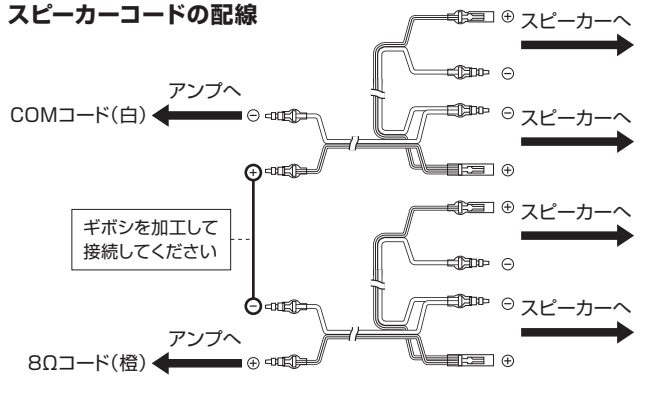 スピーカーコードの配線
⊕ スピーカーへ
⊖
アンプへ
COMコード(白) ⊖
⊖ スピーカーへ
⊕
⊕
ギボシを加工して
接続してください
⊕ スピーカーへ
⊖
⊖
⊖ スピーカーへ
アンプへ
8Ωコード(橙) ⊕
⊕